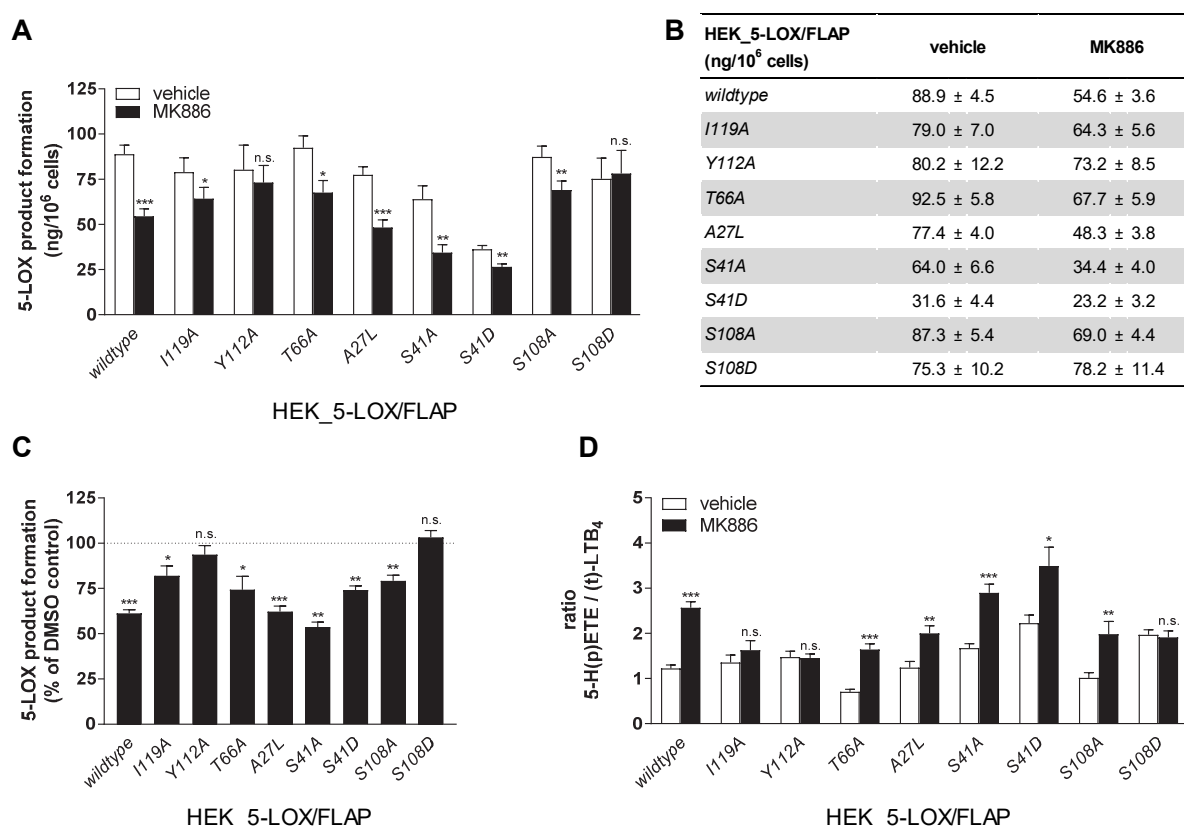 A
5-LOX product formation
(ng/10⁶ cells)
125
100
75
50
25
0
vehicle
MK886
*** * n.s. * *** ** ** ** n.s.
wildtype I119A Y112A T66A A27L S41A S41D S108A S108D
HEK_5-LOX/FLAP
B
HEK_5-LOX/FLAP
(ng/10⁶ cells) vehicle MK886
wildtype 88.9 ± 4.5 54.6 ± 3.6
I119A 79.0 ± 7.0 64.3 ± 5.6
Y112A 80.2 ± 12.2 73.2 ± 8.5
T66A 92.5 ± 5.8 67.7 ± 5.9
A27L 77.4 ± 4.0 48.3 ± 3.8
S41A 64.0 ± 6.6 34.4 ± 4.0
S41D 31.6 ± 4.4 23.2 ± 3.2
S108A 87.3 ± 5.4 69.0 ± 4.4
S108D 75.3 ± 10.2 78.2 ± 11.4
C
5-LOX product formation
(% of DMSO control)
125
100
75
50
25
0
*** * n.s. * *** ** ** ** n.s.
wildtype I119A Y112A T66A A27L S41A S41D S108A S108D
HEK_5-LOX/FLAP
D
ratio
5-H(p)ETE / (t)-LTB₄
5
4
3
2
1
0
vehicle
MK886
*** n.s. n.s. *** ** *** * ** n.s.
wildtype I119A Y112A T66A A27L S41A S41D S108A S108D
HEK_5-LOX/FLAP